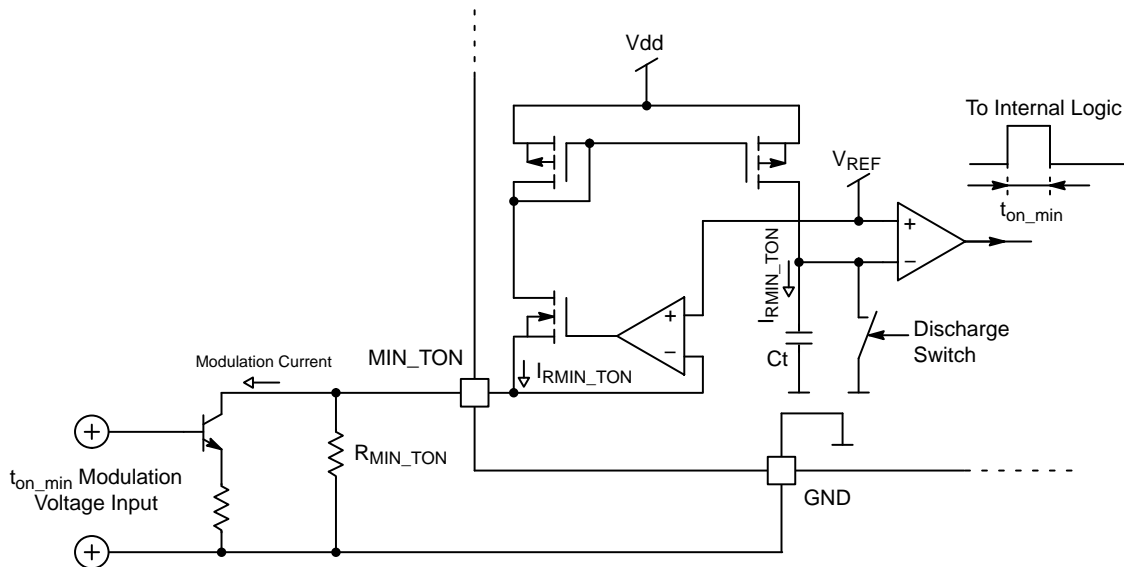 Vdd
To Internal Logic
VREF
ton_min
+
−
IRMIN_TON
+
−
Ct
Discharge
Switch
MIN_TON
Modulation Current
IRMIN_TON
+
RMIN_TON
ton_min Modulation
Voltage Input
GND
+